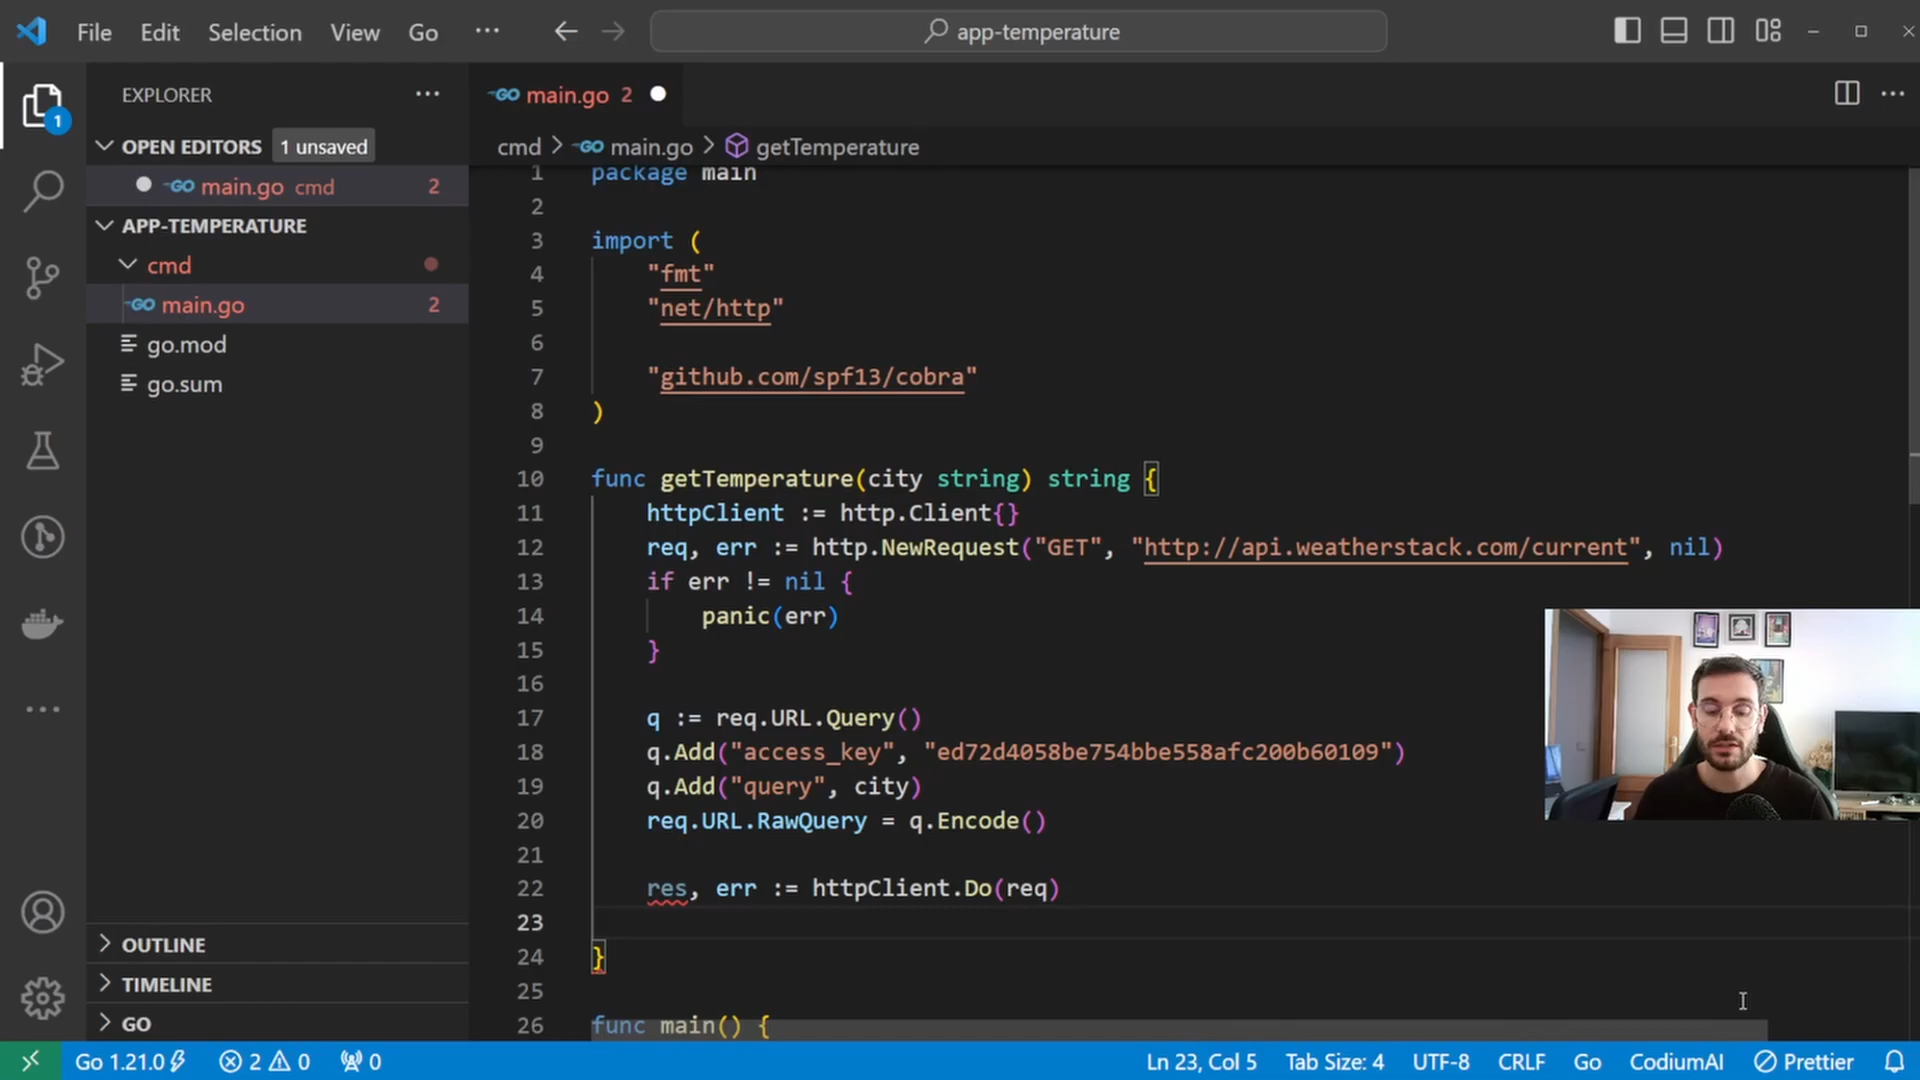 File Edit Selection View Go ... app-temperature
EXPLORER ...
OPEN EDITORS 1 unsaved
main.go cmd 2
APP-TEMPERATURE
cmd
main.go 2
go.mod
go.sum
OUTLINE
TIMELINE
GO
1
GO main.go 2
cmd > GO main.go > getTemperature
1 package main
2
3 import (
4 "fmt"
5 "net/http"
6
7 "github.com/spf13/cobra"
8 )
9
10 func getTemperature(city string) string {
11 httpClient := http.Client{}
12 req, err := http.NewRequest("GET", "http://api.weatherstack.com/current", nil)
13 if err != nil {
14 panic(err)
15 }
16
17 q := req.URL.Query()
18 q.Add("access_key", "ed72d4058be754bbe558afc200b60109")
19 q.Add("query", city)
20 req.URL.RawQuery = q.Encode()
21
22 res, err := httpClient.Do(req)
23
24 }
25
26 func main() {
Go 1.21.0 2 0 0 Ln 23, Col 5 Tab Size: 4 UTF-8 CRLF Go CodiumAI Prettier